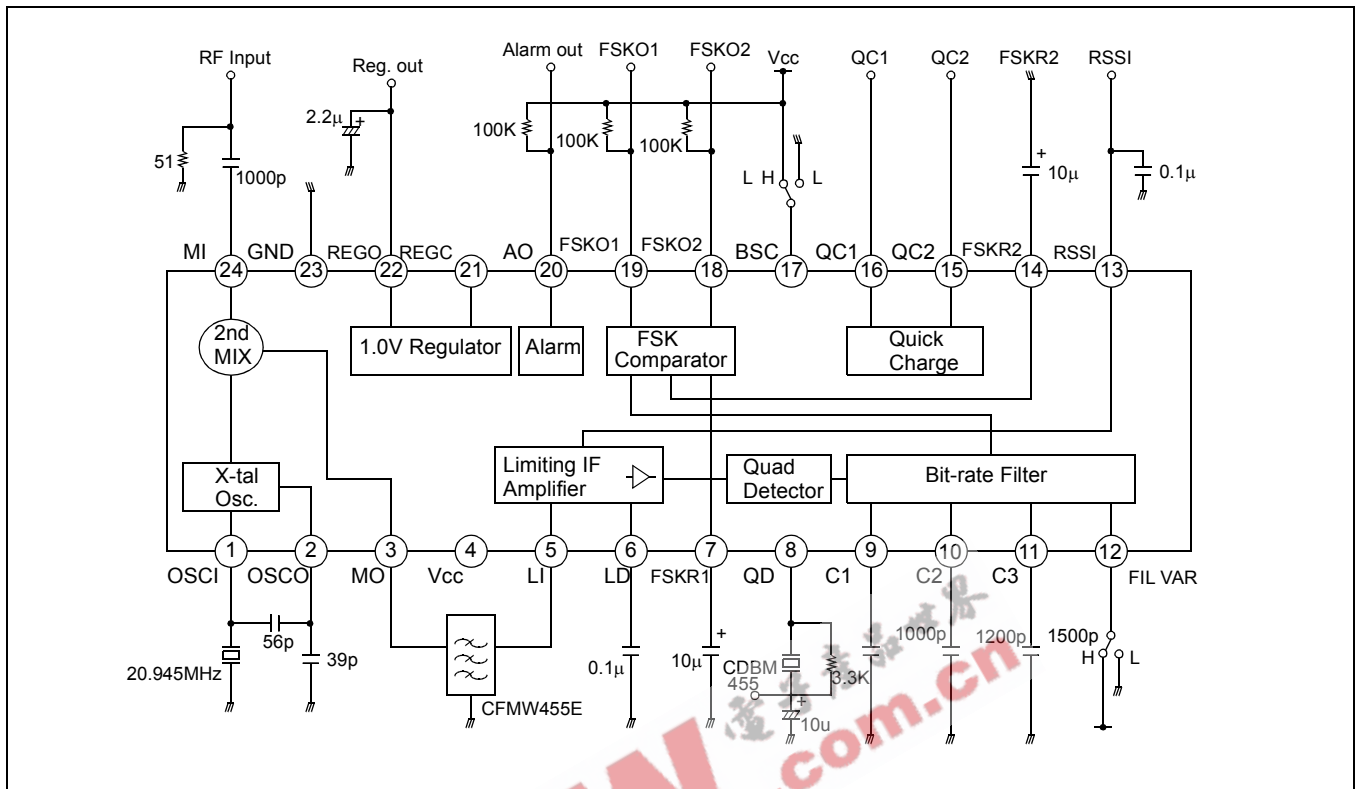 RF Input
Reg. out
Alarm out
FSKO1
FSKO2
Vcc
QC1
QC2
FSKR2
RSSI
2.2μ
+
100K
100K
100K
51
1000p
L H
L
+
10μ
0.1μ
MI
GND
REGO
REGC
AO
FSKO1
FSKO2
BSC
QC1
QC2
FSKR2
RSSI
24
23
22
21
20
19
18
17
16
15
14
13
2nd
MIX
1.0V Regulator
Alarm
FSK
Comparator
Quick
Charge
X-tal
Osc.
Limiting IF
Amplifier
Quad
Detector
Bit-rate Filter
1
2
3
4
5
6
7
8
9
10
11
12
OSCI
OSCO
MO
Vcc
LI
LD
FSKR1
QD
C1
C2
C3
FIL VAR
56p
20.945MHz
39p
CFMW455E
0.1μ
+
10μ
CDBM
455
3.3K
+
10u
1000p
1200p
1500p
H
L
W
.com.cn